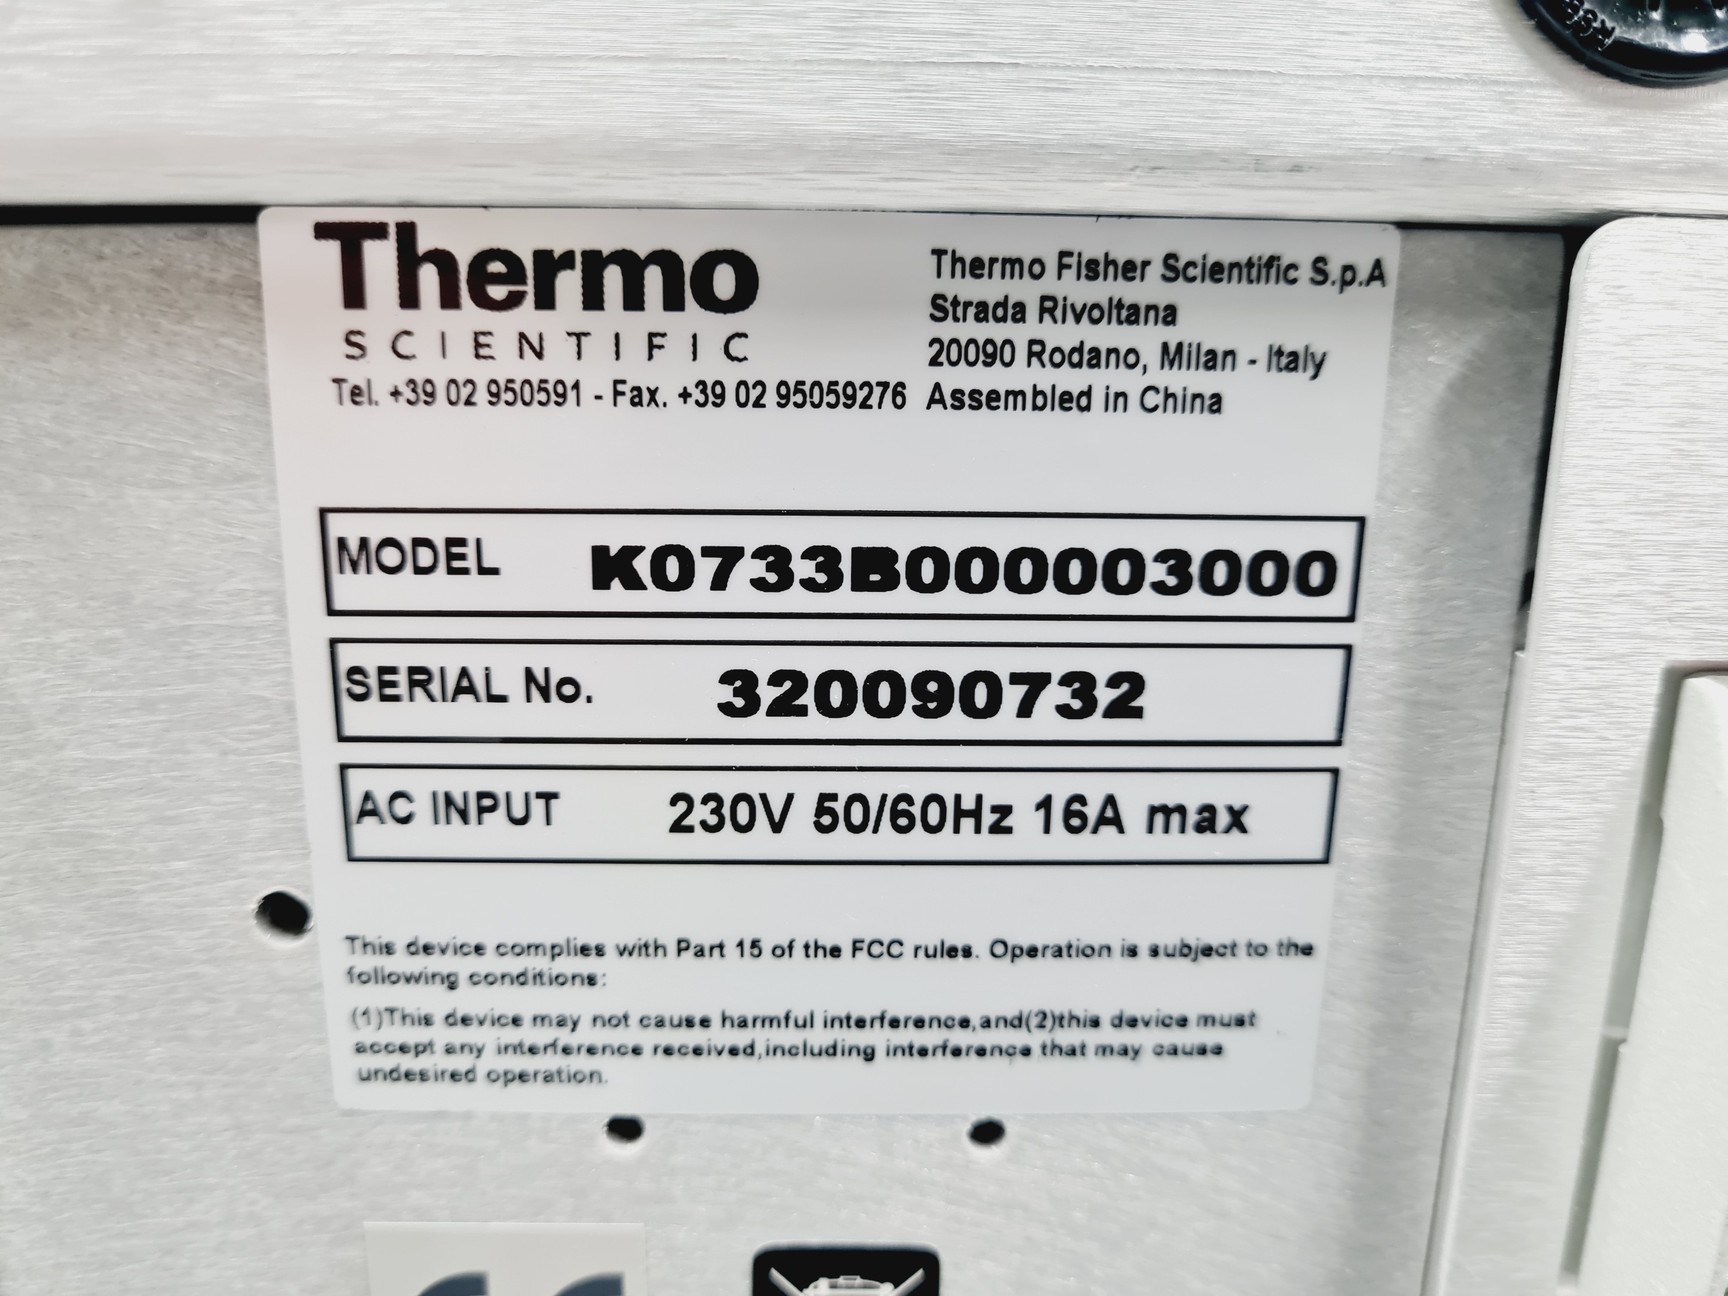 Thermo
SCIENTIFIC
Tel. +39 02 950591 - Fax. +39 02 95059276
Thermo Fisher Scientific S.p.A
Strada Rivoltana
20090 Rodano, Milan - Italy
Assembled in China
MODEL K0733B000003000
SERIAL No. 320090732
AC INPUT 230V 50/60Hz 16A max
This device complies with Part 15 of the FCC rules. Operation is subject to the
following conditions:
(1)This device may not cause harmful interference,and(2)this device must
accept any interference received,including interference that may cause
undesired operation.